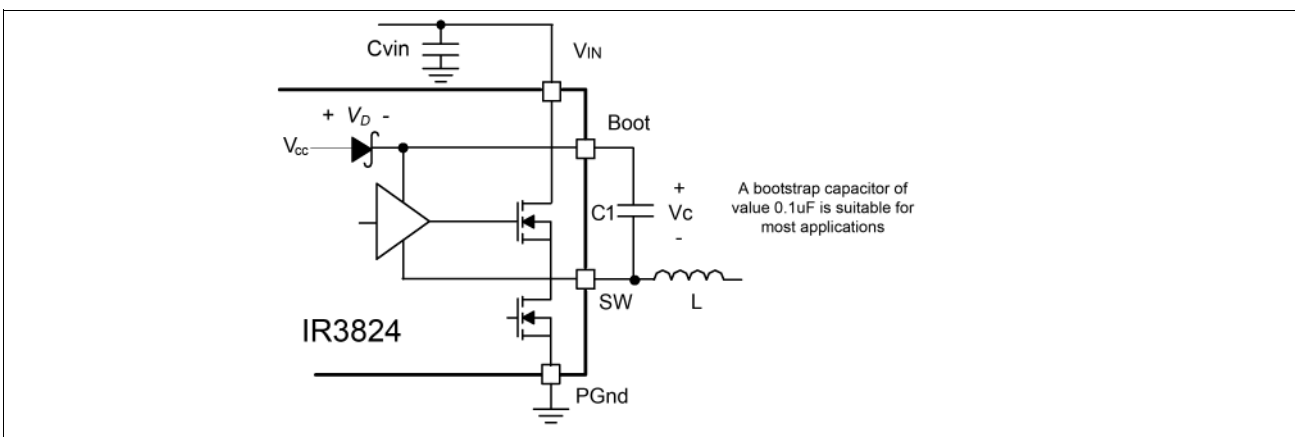 Cvin
VIN
+ VD -
Boot
Vcc
+
C1
Vc
-
A bootstrap capacitor of
value 0.1uF is suitable for
most applications
SW
L
IR3824
PGnd